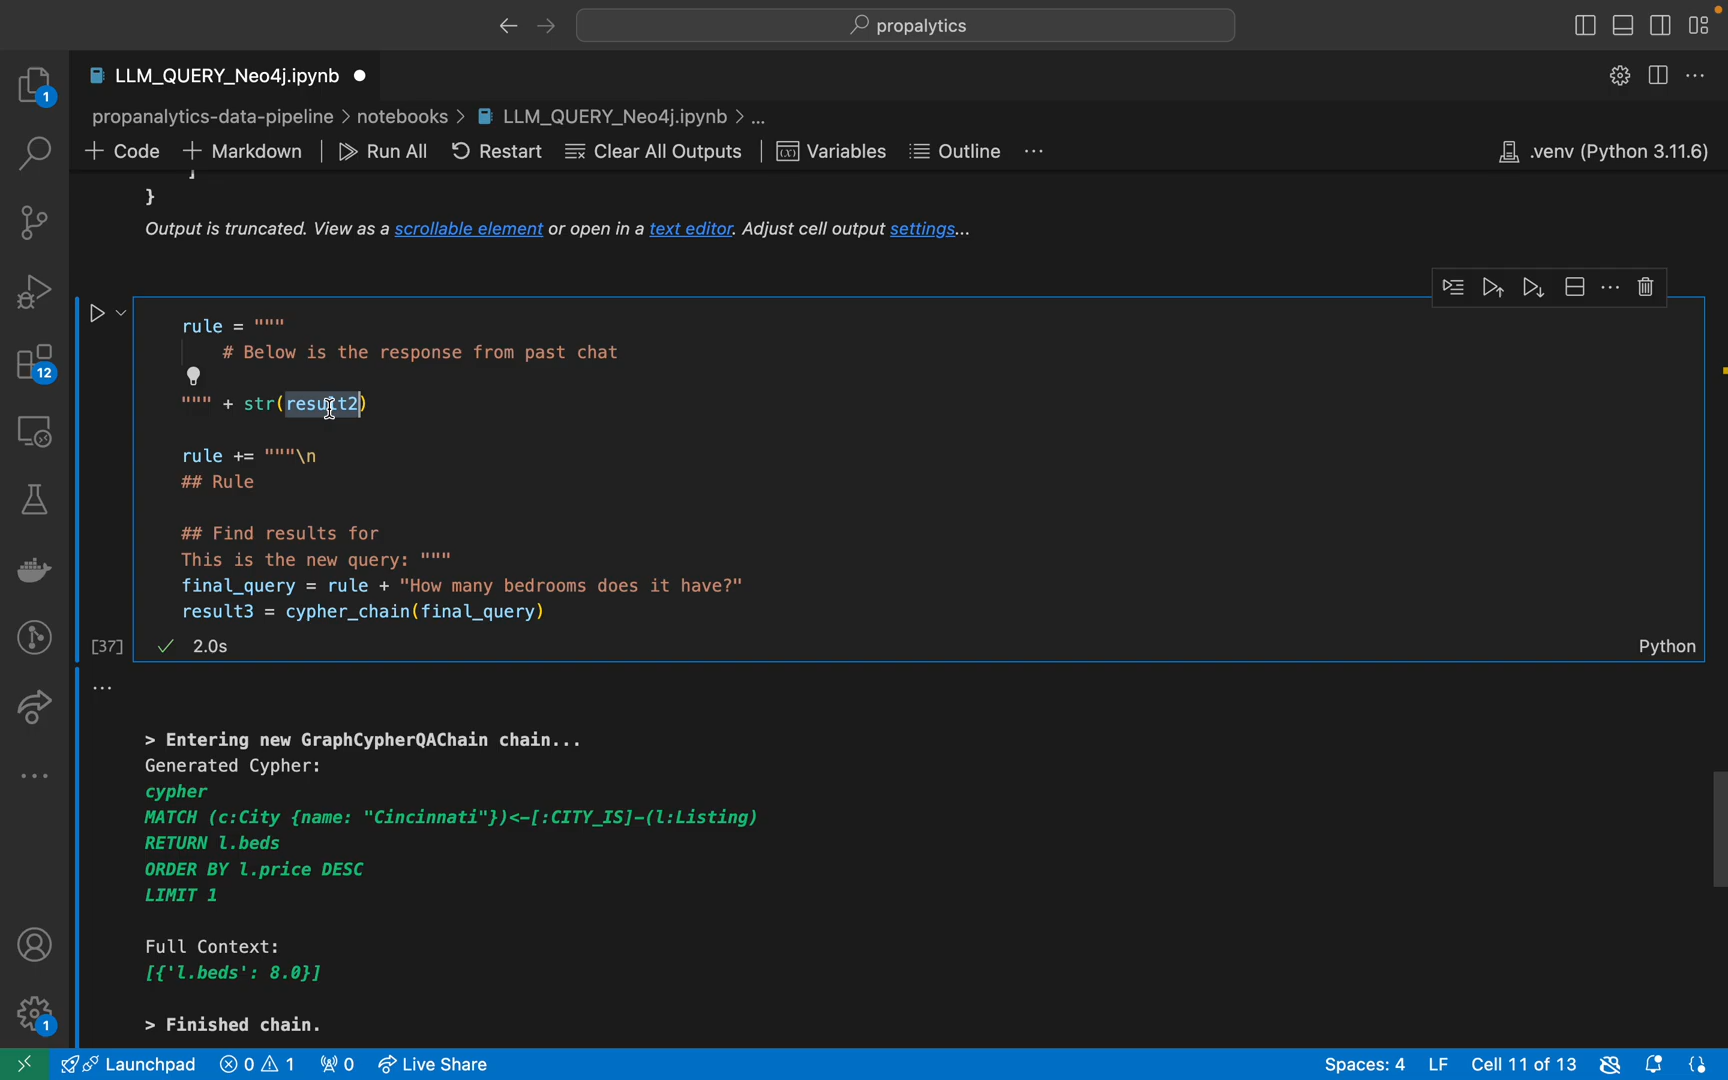 propalytics
LLM_QUERY_Neo4j.ipynb
propanalytics-data-pipeline > notebooks > LLM_QUERY_Neo4j.ipynb > ...
+ Code + Markdown Run All Restart Clear All Outputs Variables Outline ... .venv (Python 3.11.6)
]
}
Output is truncated. View as a scrollable element or open in a text editor. Adjust cell output settings...
rule = """
# Below is the response from past chat
""" + str(result2)
rule += """\n
## Rule
## Find results for
This is the new query: """
final_query = rule + "How many bedrooms does it have?"
result3 = cypher_chain(final_query)
[37] ✓ 2.0s Python
...
> Entering new GraphCypherQAChain chain...
Generated Cypher:
cypher
MATCH (c:City {name: "Cincinnati"})<-[:CITY_IS]-(l:Listing)
RETURN l.beds
ORDER BY l.price DESC
LIMIT 1
Full Context:
[{'l.beds': 8.0}]
> Finished chain.
1
12
1
Launchpad 0 1 0 Live Share Spaces: 4 LF Cell 11 of 13